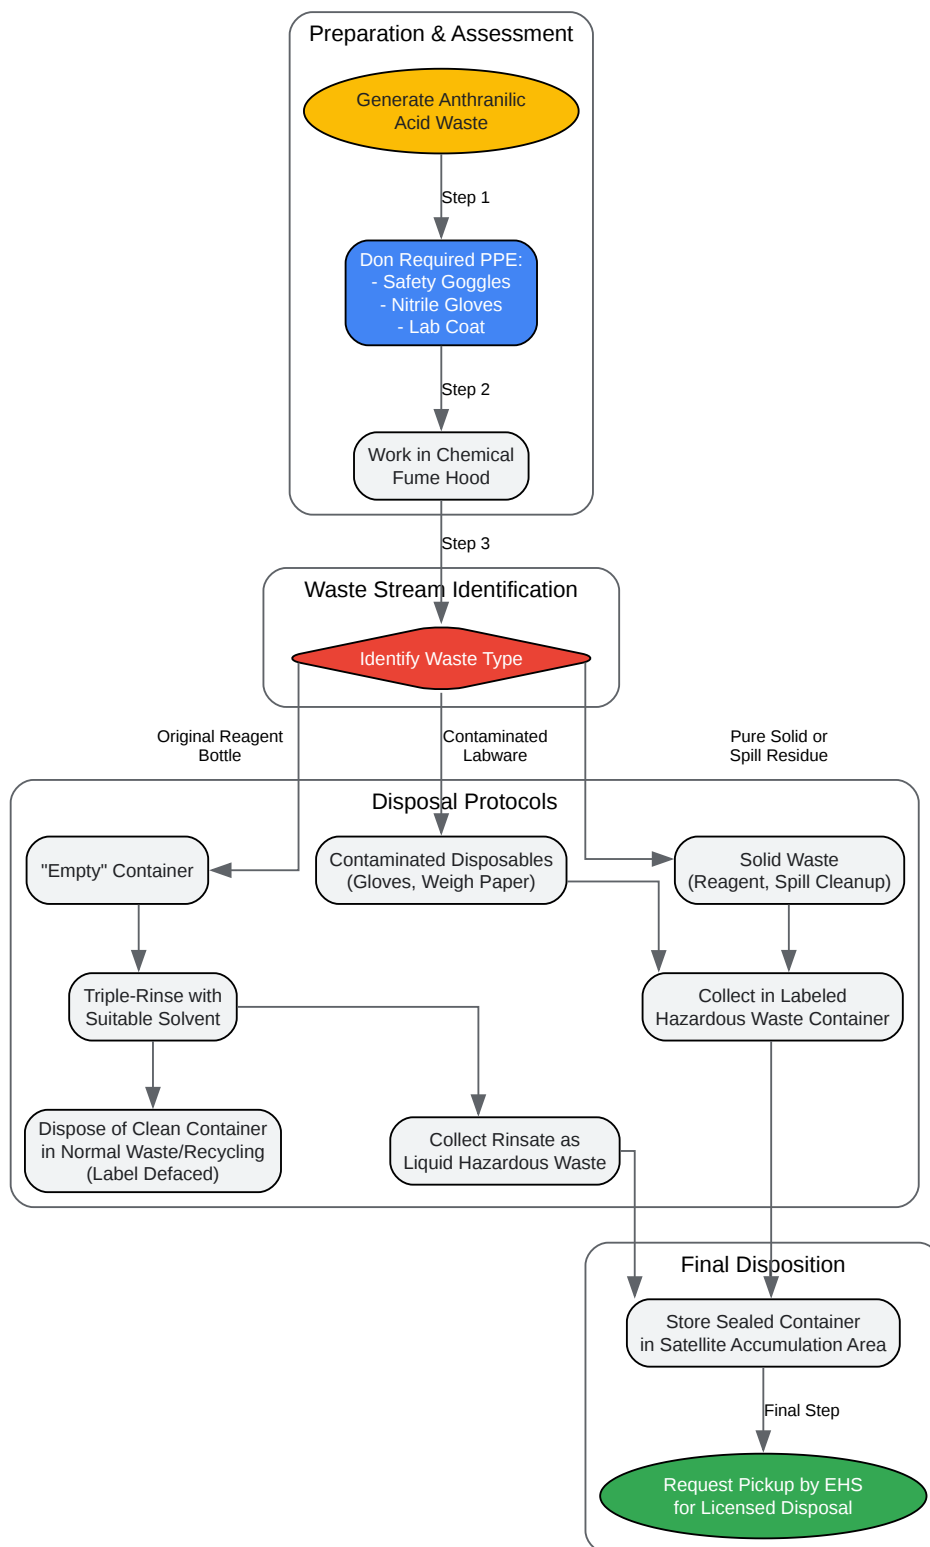 Preparation & Assessment
Generate Anthranilic
Acid Waste
Step 1
Don Required PPE:
- Safety Goggles
- Nitrile Gloves
- Lab Coat
Step 2
Work in Chemical
Fume Hood
Step 3
Waste Stream Identification
Identify Waste Type
Original Reagent
Bottle
Contaminated
Labware
Pure Solid or
Spill Residue
Disposal Protocols
"Empty" Container
Contaminated Disposables
(Gloves, Weigh Paper)
Solid Waste
(Reagent, Spill Cleanup)
Triple-Rinse with
Suitable Solvent
Collect in Labeled
Hazardous Waste Container
Dispose of Clean Container
in Normal Waste/Recycling
(Label Defaced)
Collect Rinsate as
Liquid Hazardous Waste
Final Disposition
Store Sealed Container
in Satellite Accumulation Area
Final Step
Request Pickup by EHS
for Licensed Disposal